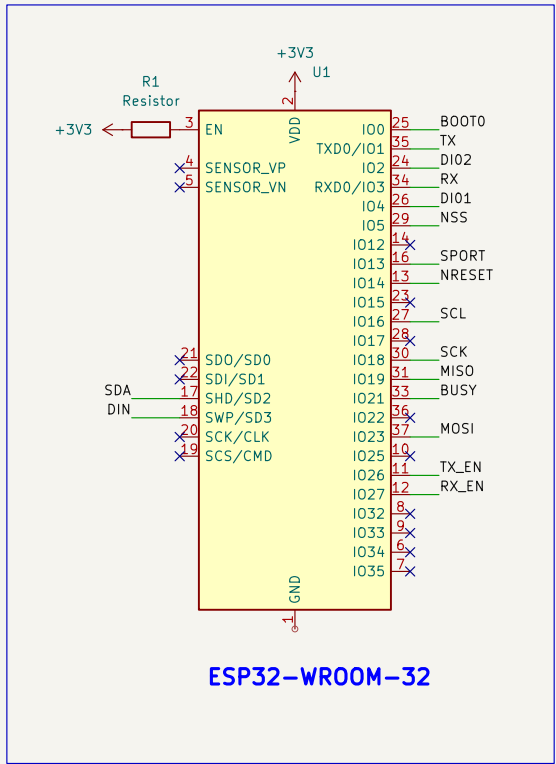 +3V3
U1
R1
Resistor
2
+3V3
3 EN
VDD
IO0 25 BOOT0
TXD0/IO1 35 TX
4 SENSOR_VP
IO2 24 DIO2
5 SENSOR_VN
RXD0/IO3 34 RX
IO4 26 DIO1
IO5 29 NSS
IO12 14
IO13 16 SPORT
IO14 13 NRESET
IO15 23
IO16 27 SCL
IO17 28
21 SDO/SD0
IO18 30 SCK
22 SDI/SD1
IO19 31 MISO
SDA 17 SHD/SD2
IO21 33 BUSY
DIN 18 SWP/SD3
IO22 36
20 SCK/CLK
IO23 37 MOSI
19 SCS/CMD
IO25 10
IO26 11 TX_EN
IO27 12 RX_EN
IO32 8
IO33 9
IO34 6
IO35 7
GND
1
ESP32-WROOM-32